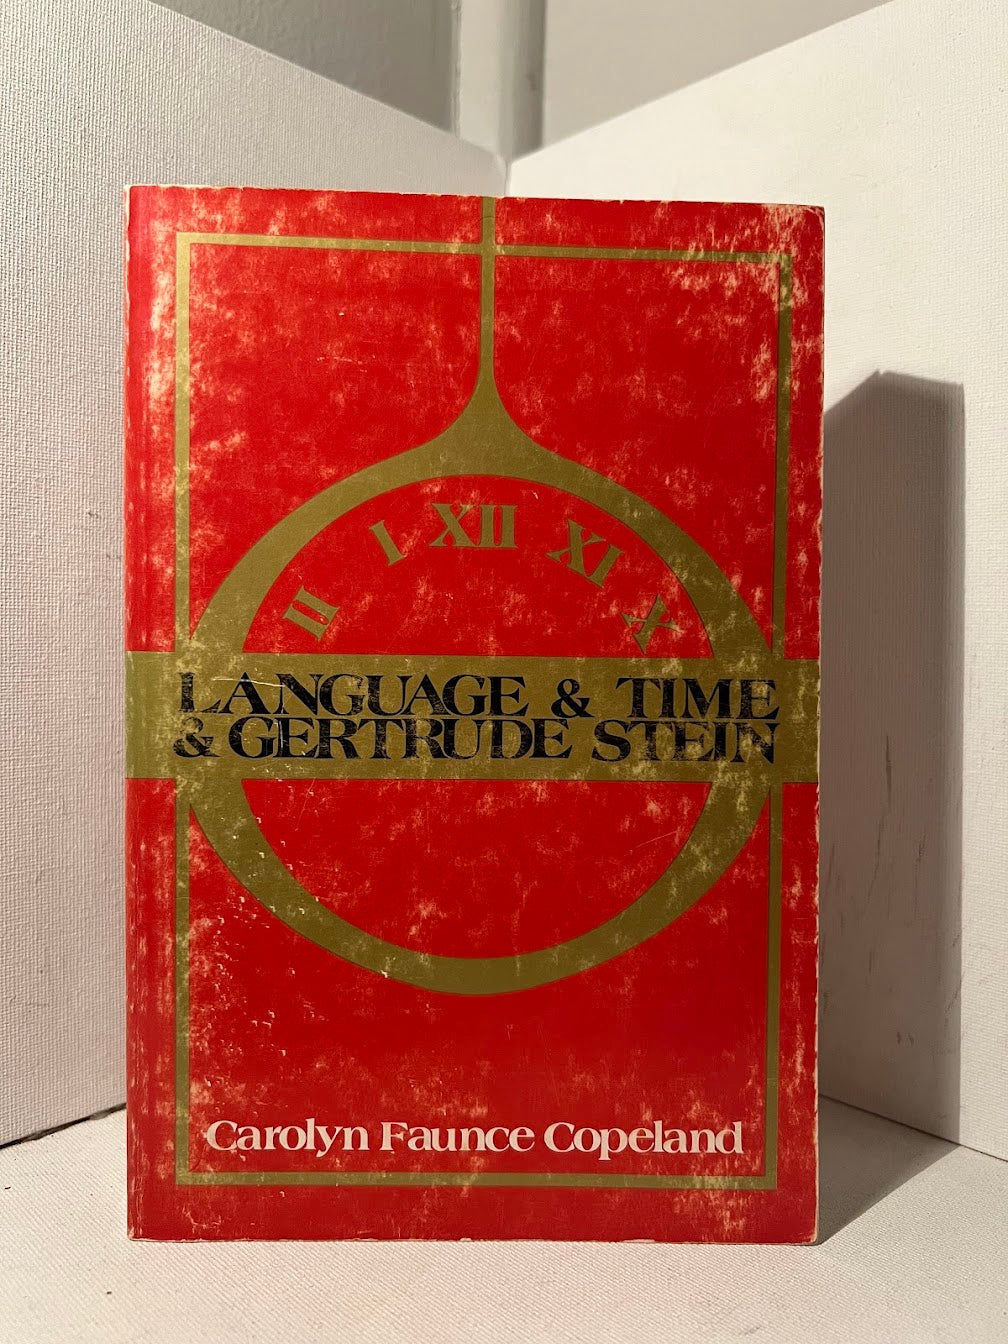 II I XII XI X
LANGUAGE & TIME
& GERTRUDE STEIN
Carolyn Faunce Copeland